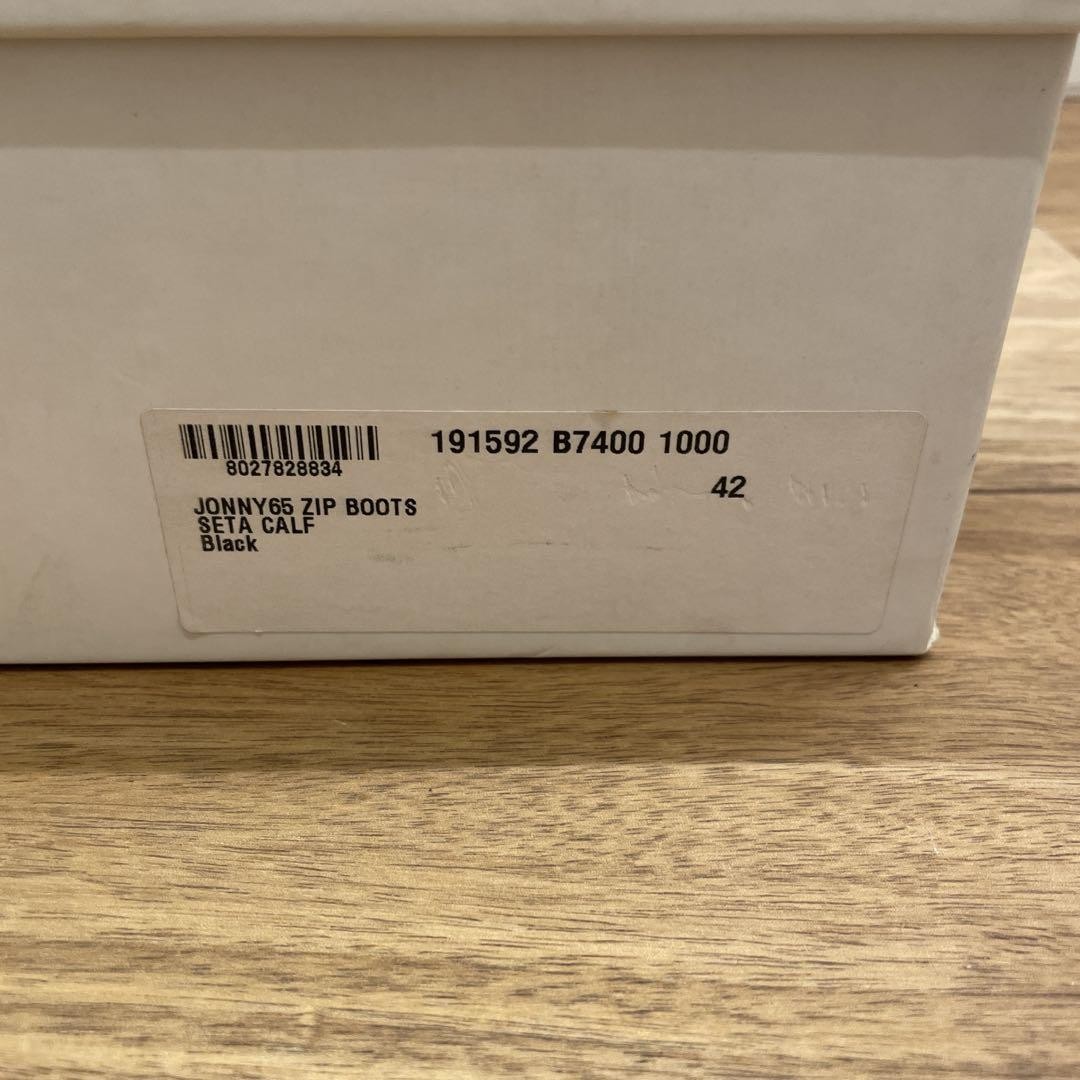 191592 B7400 1000
8027828834
42
JONNY65 ZIP BOOTS
SETA CALF
Black